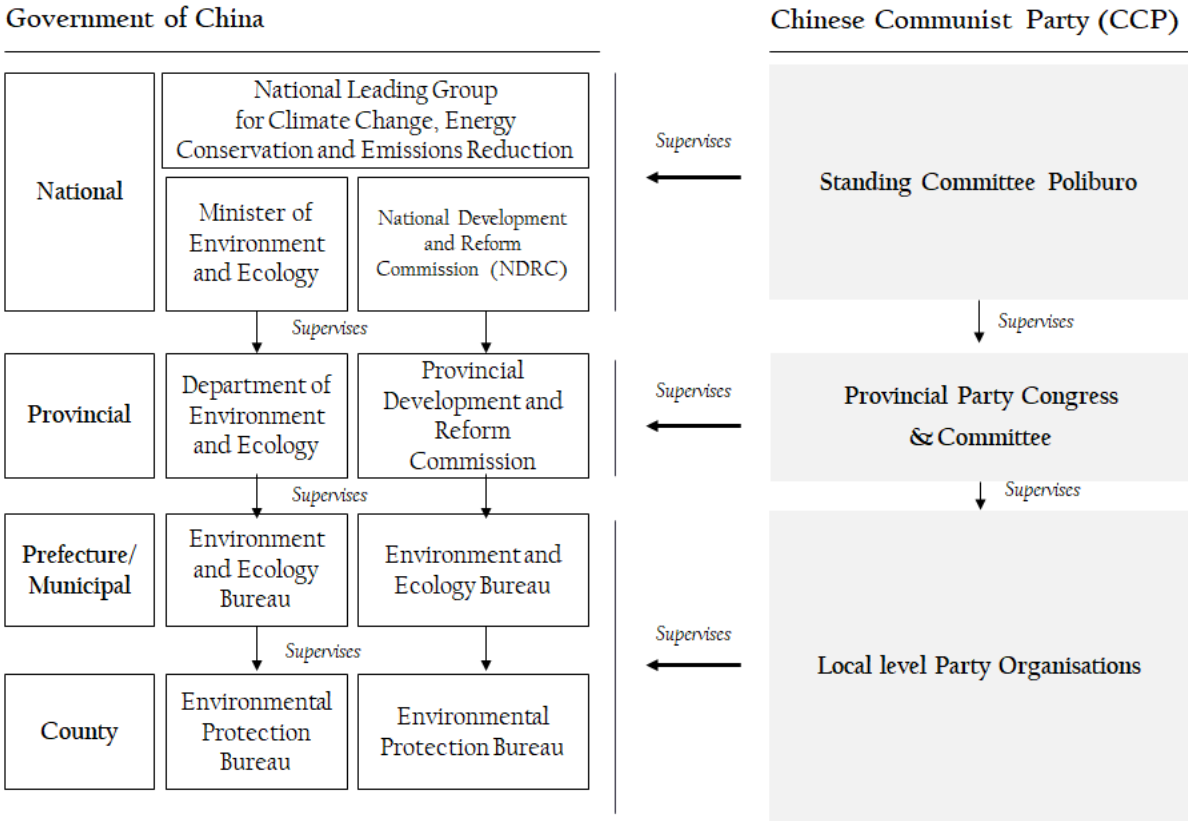 Government of China
Chinese Communist Party (CCP)
National
National Leading Group
for Climate Change, Energy
Conservation and Emissions Reduction
Minister of
Environment
and Ecology
National Development
and Reform
Commission (NDRC)
Supervises
Standing Committee Poliburo
Supervises
Supervises
Provincial
Department of
Environment
and Ecology
Provincial
Development and
Reform
Commission
Supervises
Provincial Party Congress
& Committee
Supervises
Supervises
Prefecture/
Municipal
Environment
and Ecology
Bureau
Environment and
Ecology Bureau
Supervises
Supervises
Local level Party Organisations
County
Environmental
Protection
Bureau
Environmental
Protection Bureau